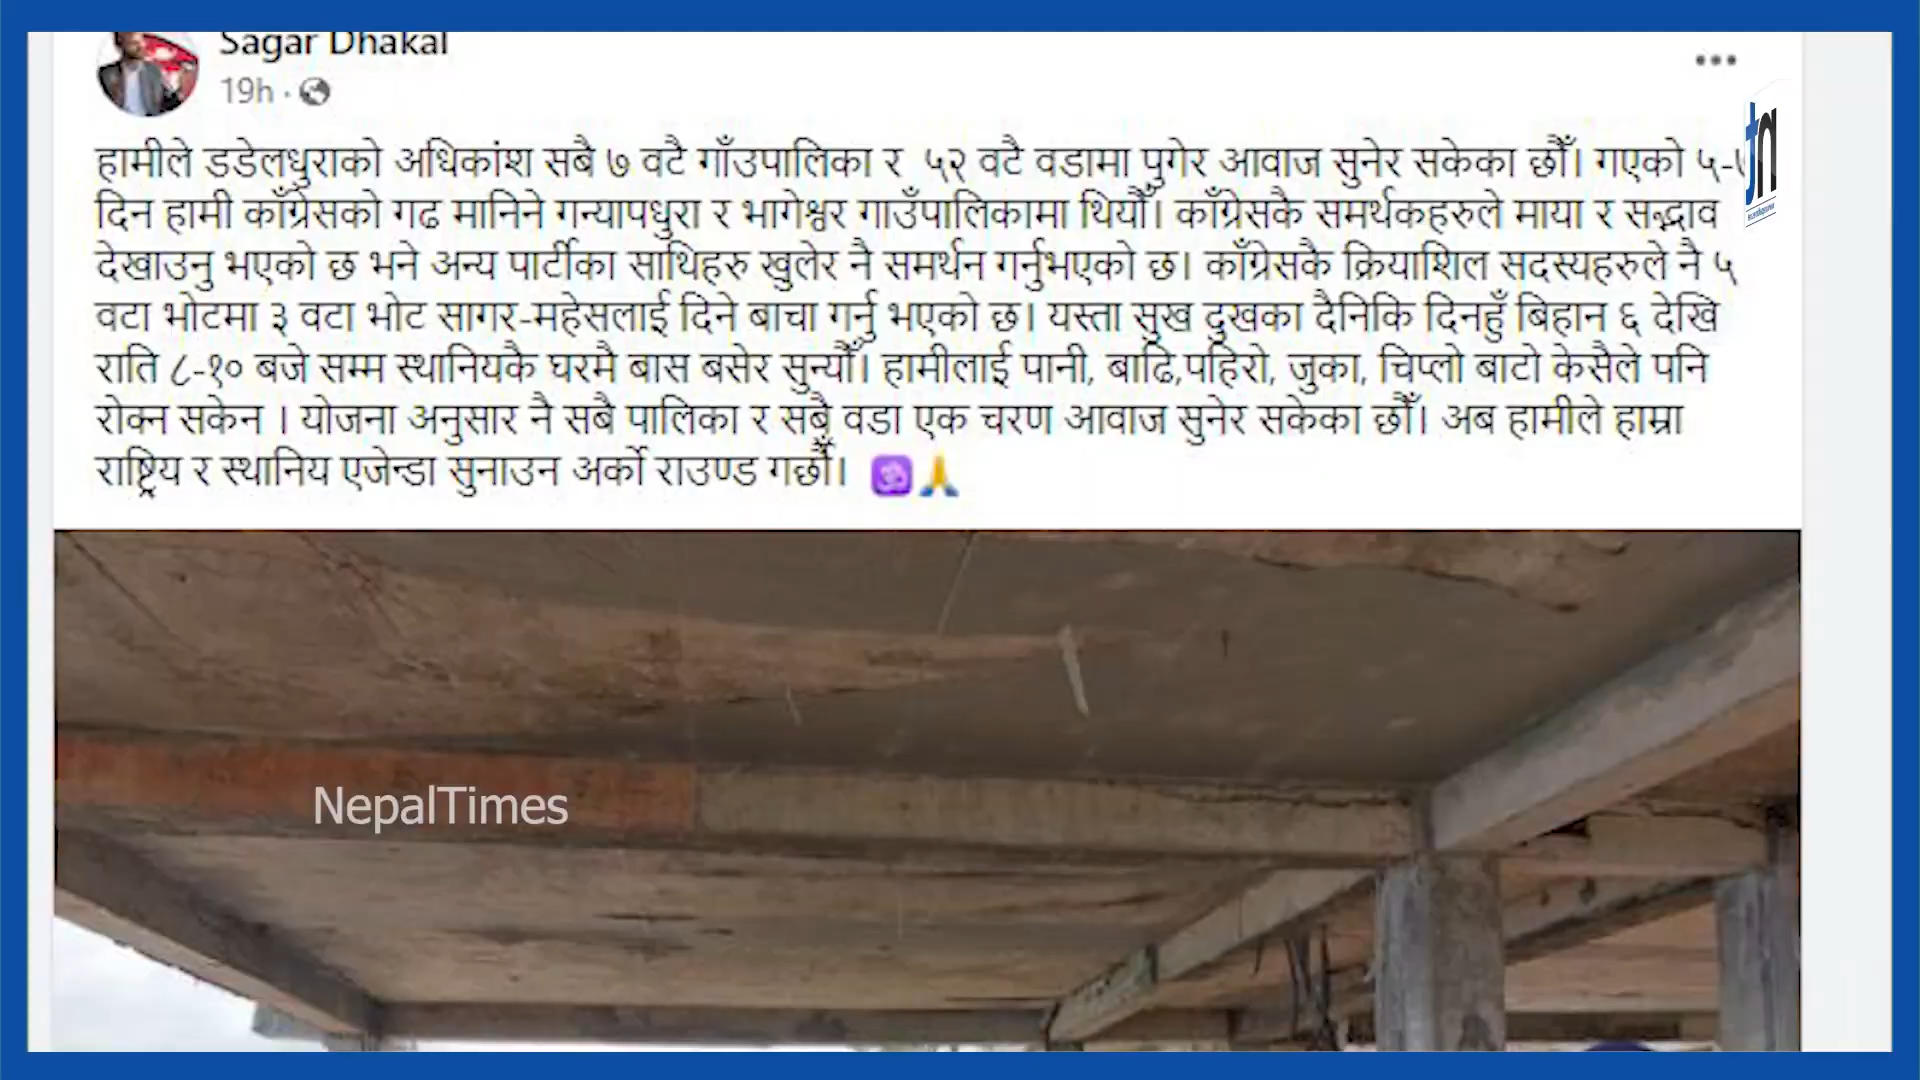 Sagar Dhakal
19h
हामीले डडेलधुराको अधिकांश सबै ७ वटै गाँउपालिका र ५२ वटै वडामा पुगेर आवाज सुनेर सकेका छौँ। गएको ५-
दिन हामी काँग्रेसको गढ मानिने गन्यापधुरा र भागेश्वर गाउँपालिकामा थियौँ। काँग्रेसकै समर्थकहरुले माया र सद्भाव
देखाउनु भएको छ भने अन्य पार्टीका साथिहरु खुलेर नै समर्थन गर्नुभएको छ। काँग्रेसकै क्रियाशिल सदस्यहरुले नै ५
वटा भोटमा ३ वटा भोट सागर-महेसलाई दिने बाचा गर्नु भएको छ। यस्ता सुख दुखका दैनिकि दिनहुँ बिहान ६ देखि
राति ८-१० बजे सम्म स्थानियकै घरमै बास बसेर सुन्यौँ। हामीलाई पानी, बाढि,पहिरो, जुका, चिप्लो बाटो केसैले पनि
रोक्न सकेन । योजना अनुसार नै सबै पालिका र सबै वडा एक चरण आवाज सुनेर सकेका छौँ। अब हामीले हाम्रा
राष्ट्रिय र स्थानिय एजेन्डा सुनाउन अर्को राउण्ड गर्छौँ। 🕉🙏
NepalTimes